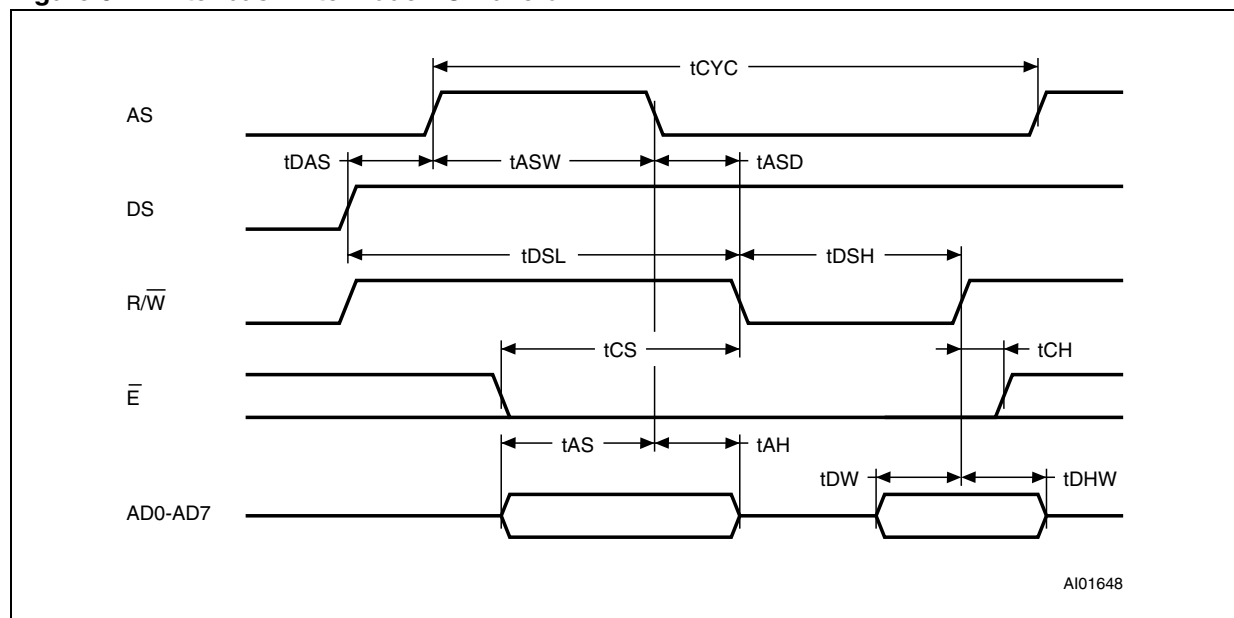 tCYC
AS
tDAS tASW tASD
DS
tDSL tDSH
R/W̅
tCS tCH
E̅
tAS tAH
tDW tDHW
AD0-AD7
AI01648